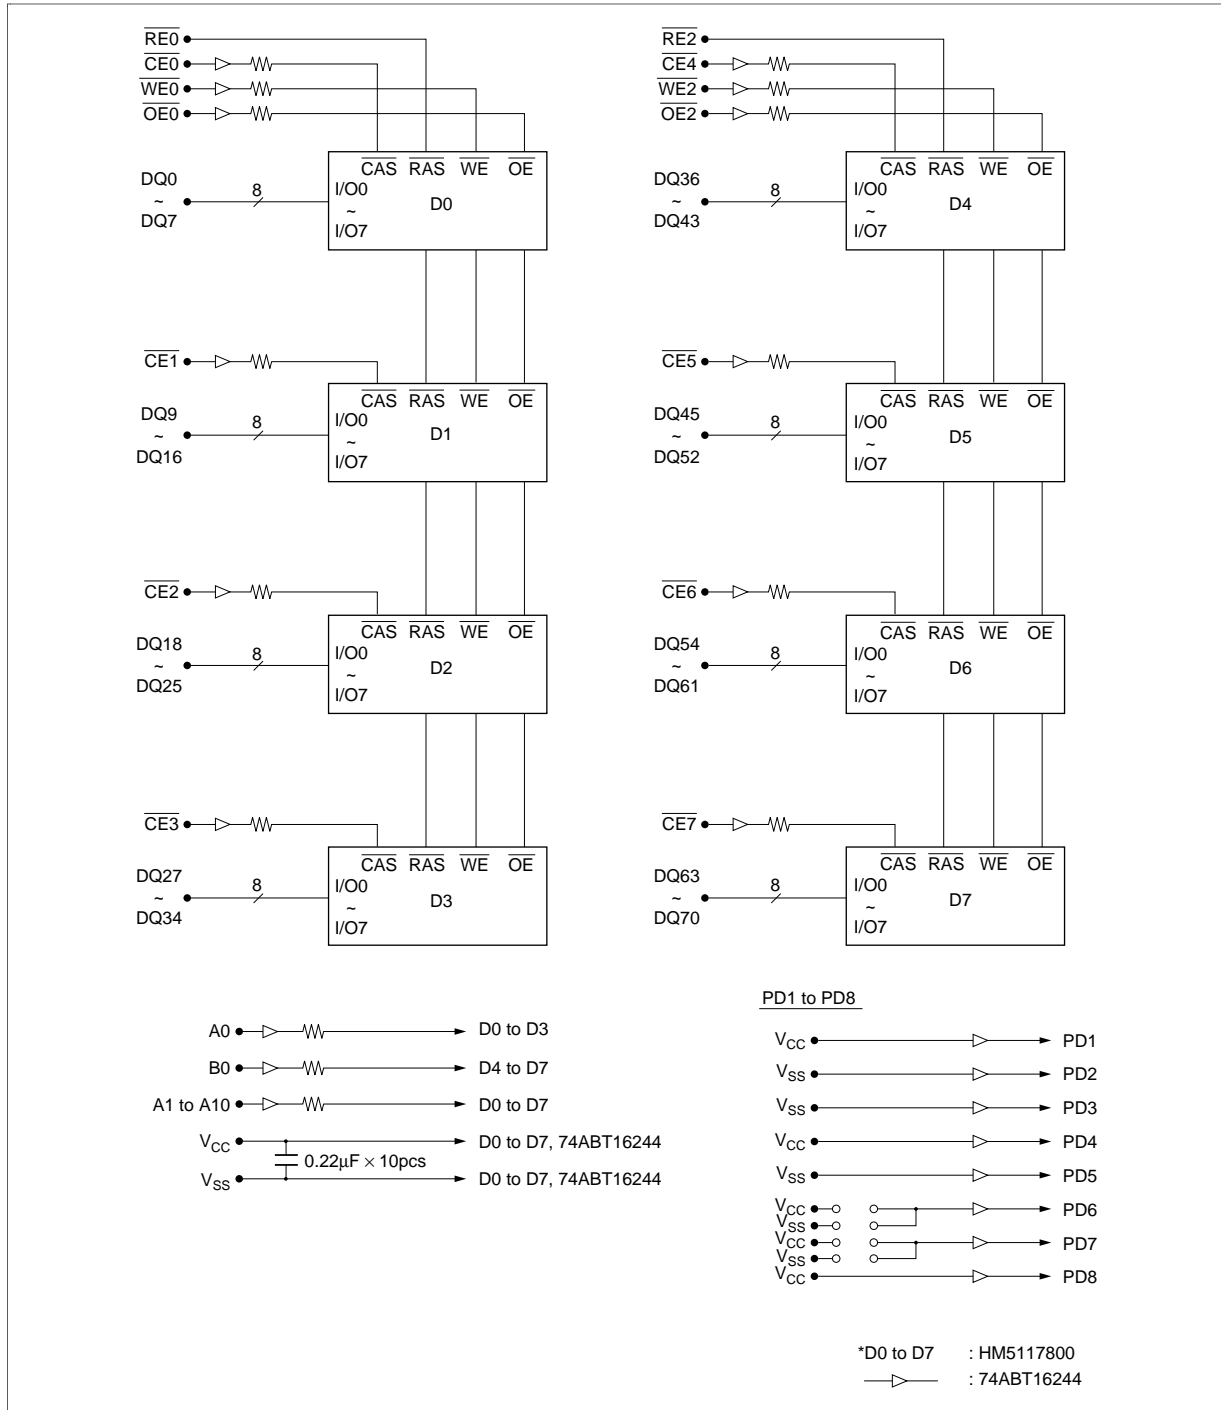 RE0
CE0
WE0
OE0
CAS RAS WE OE
DQ0
~
DQ7
8
I/O0
~
I/O7
D0
CE1
CAS RAS WE OE
DQ9
~
DQ16
8
I/O0
~
I/O7
D1
CE2
CAS RAS WE OE
DQ18
~
DQ25
8
I/O0
~
I/O7
D2
CE3
CAS RAS WE OE
DQ27
~
DQ34
8
I/O0
~
I/O7
D3
RE2
CE4
WE2
OE2
CAS RAS WE OE
DQ36
~
DQ43
8
I/O0
~
I/O7
D4
CE5
CAS RAS WE OE
DQ45
~
DQ52
8
I/O0
~
I/O7
D5
CE6
CAS RAS WE OE
DQ54
~
DQ61
8
I/O0
~
I/O7
D6
CE7
CAS RAS WE OE
DQ63
~
DQ70
8
I/O0
~
I/O7
D7
A0 D0 to D3
B0 D4 to D7
A1 to A10 D0 to D7
VCC D0 to D7, 74ABT16244
0.22μF × 10pcs
VSS D0 to D7, 74ABT16244
PD1 to PD8
VCC PD1
VSS PD2
VSS PD3
VCC PD4
VSS PD5
VCC PD6
VSS
VCC PD7
VSS
VCC PD8
*D0 to D7 : HM5117800
: 74ABT16244